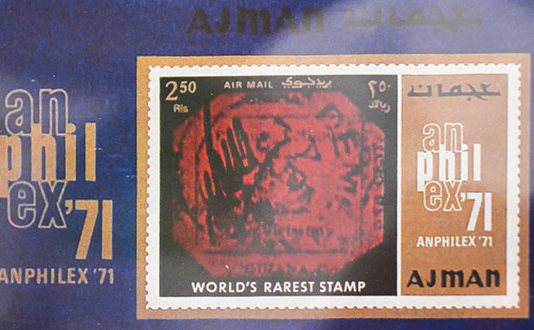 AJMAN عجمان
an
phil
ex'71
ANPHILEX '71
2 50
Rls
AIR MAIL بريد جوي
٢٥٠
ريال
WORLD'S RAREST STAMP
عجمان
an
phil
ex'71
ANPHILEX '71
AJMAN